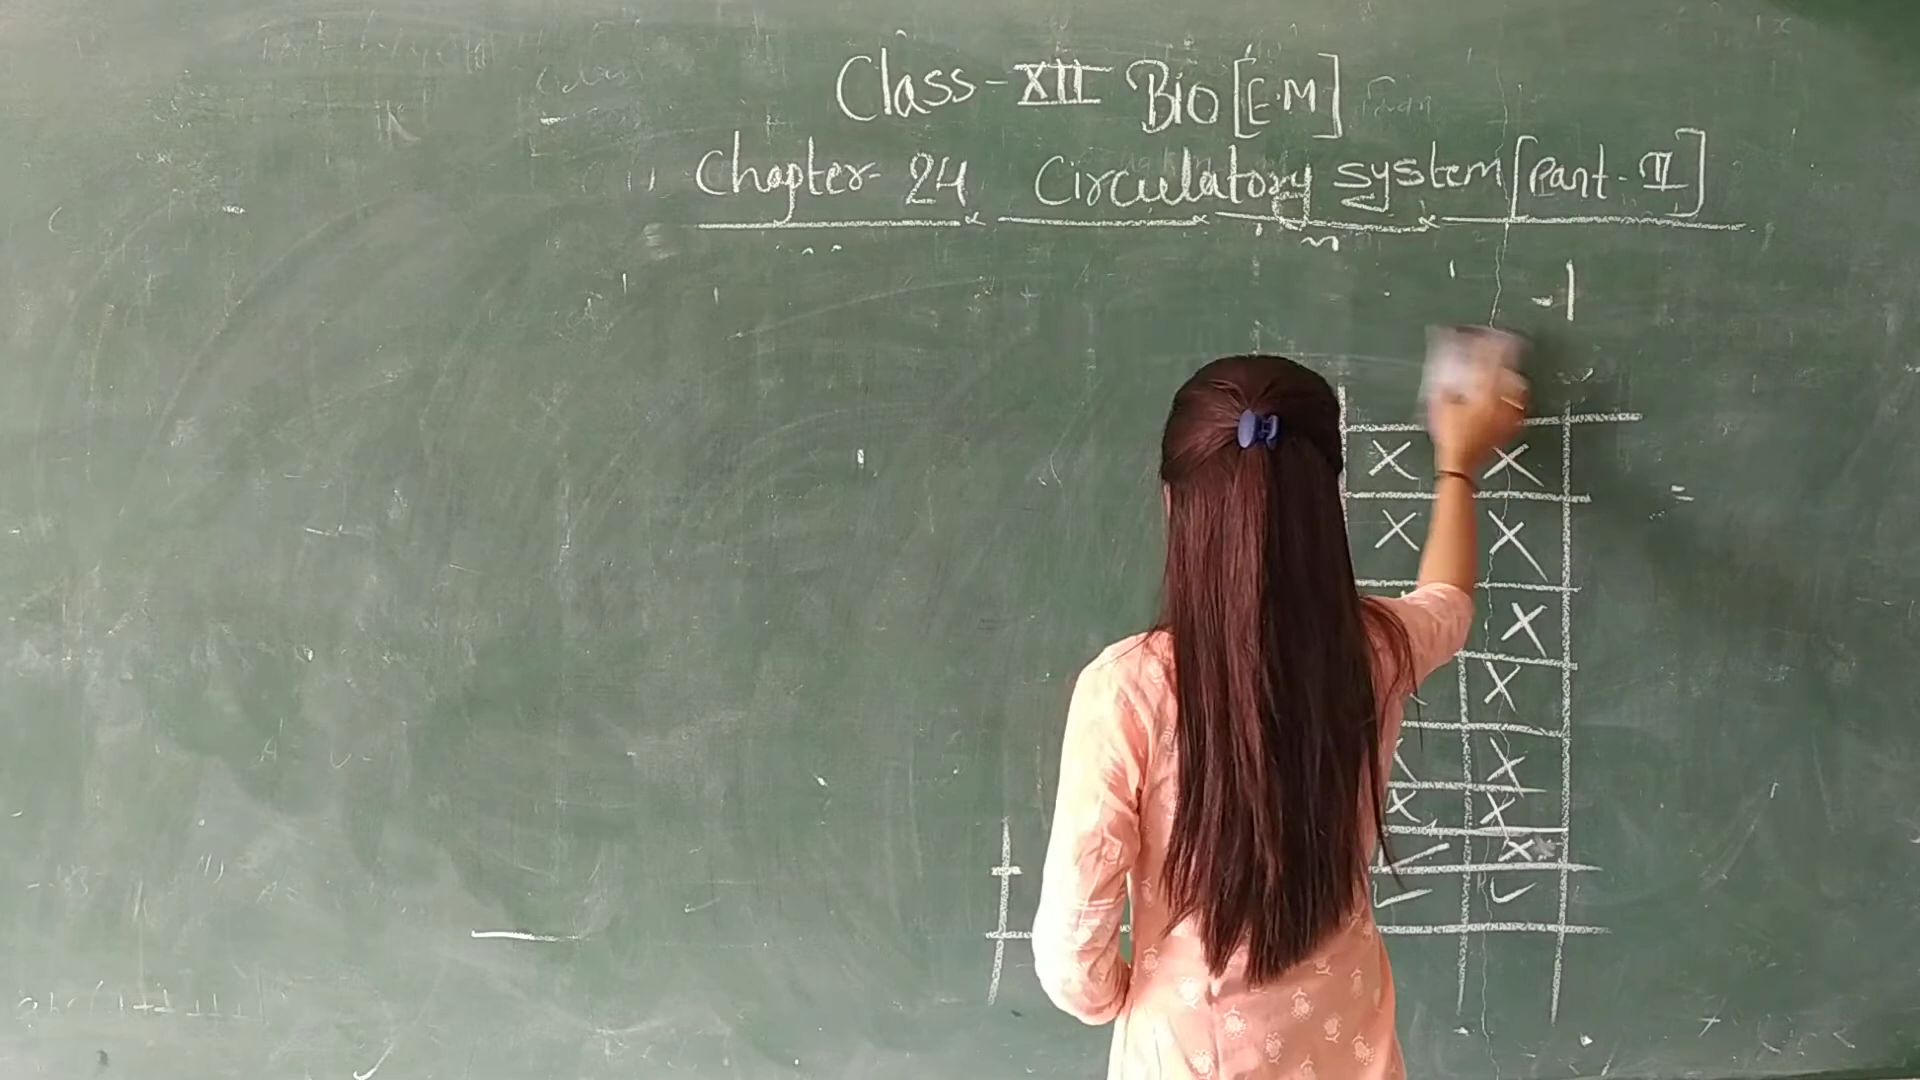 Class-XII Bio [E.M]
Chapter- 24 Circulatory system [Part-II]
X X
X X
X
X
X X
X X
✓ X
✓ ✓